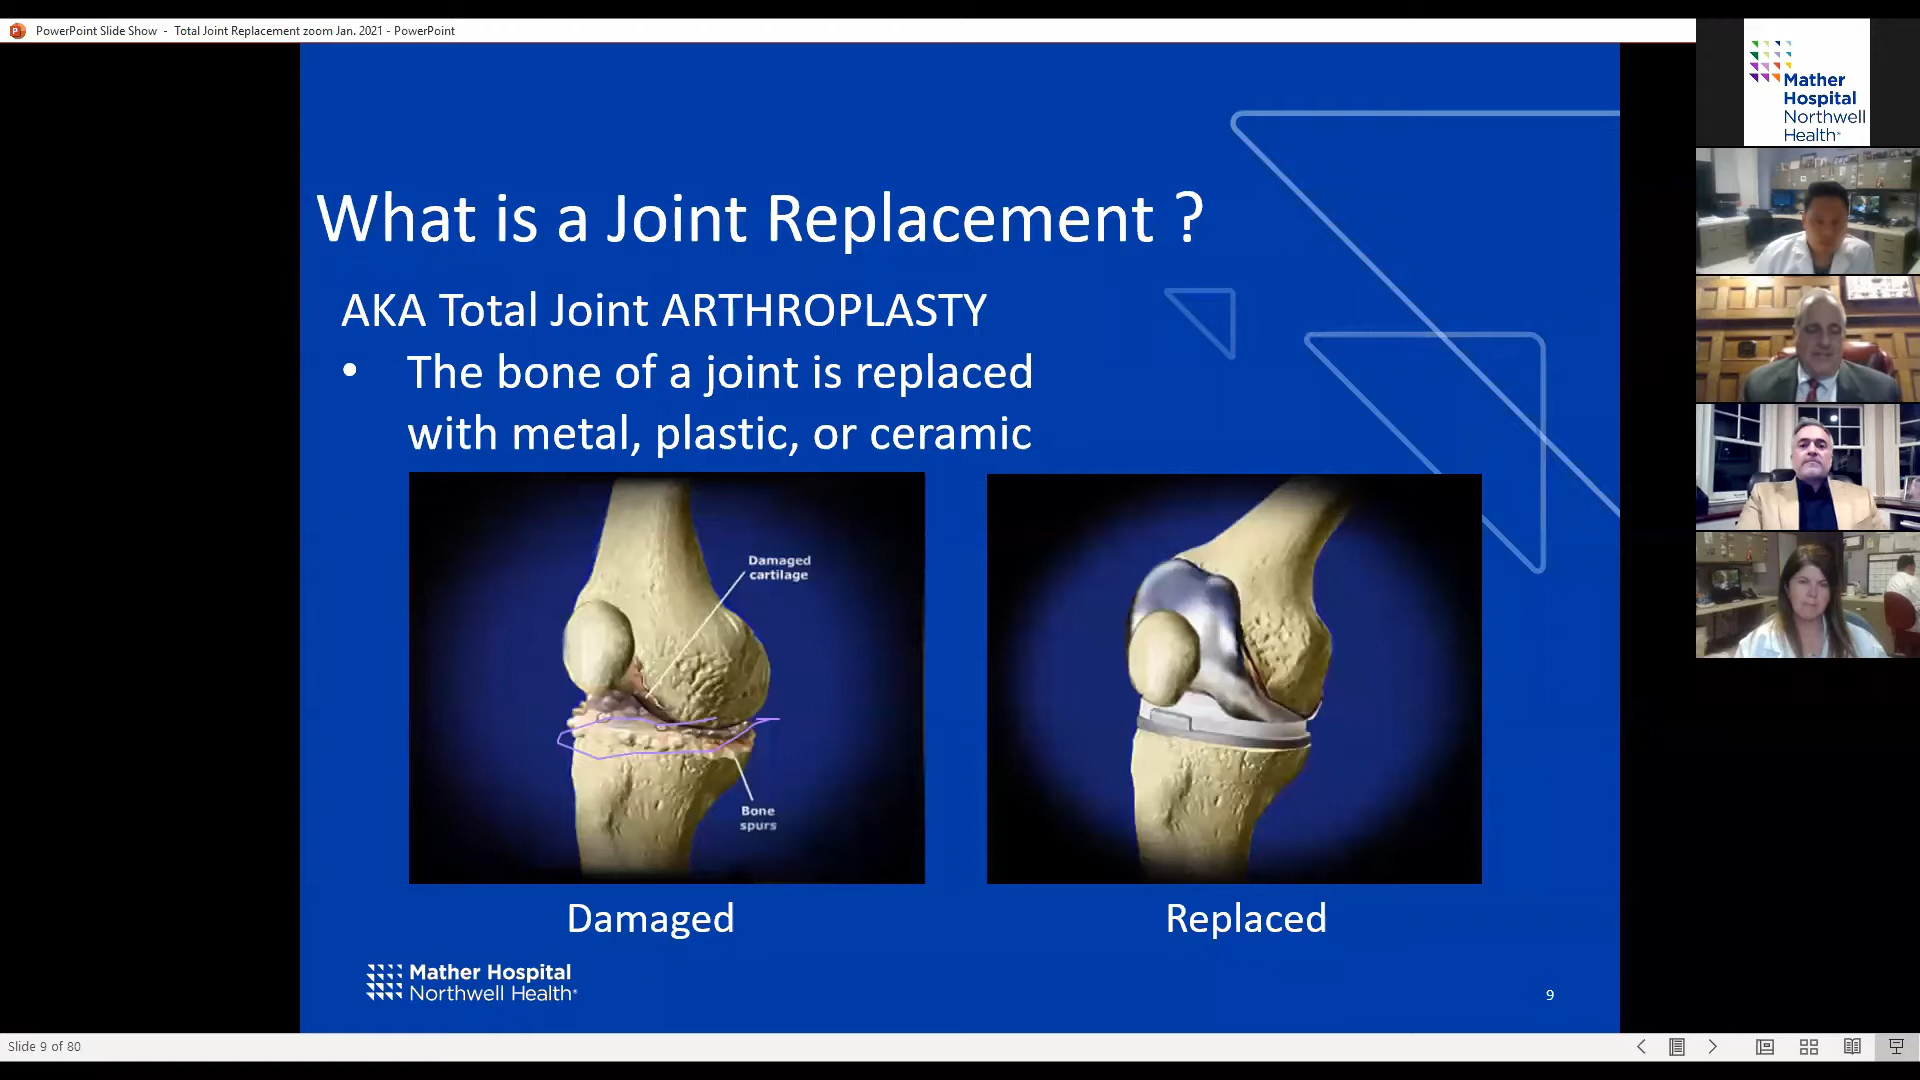 PowerPoint Slide Show - Total Joint Replacement zoom Jan. 2021 - PowerPoint
Mather
Hospital
Northwell
Health®
What is a Joint Replacement ?
AKA Total Joint ARTHROPLASTY
• The bone of a joint is replaced
with metal, plastic, or ceramic
Damaged
cartilage
Bone
spurs
Damaged
Replaced
Mather Hospital
Northwell Health®
9
Slide 9 of 80